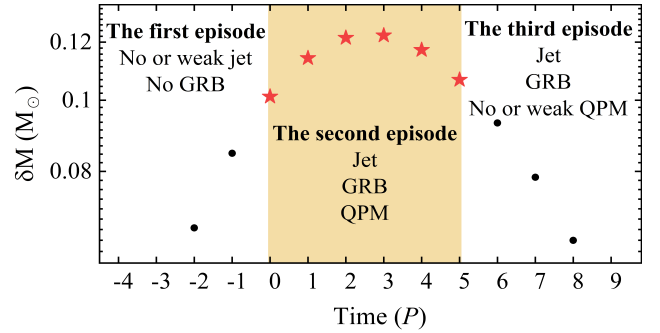 The first episode
No or weak jet
No GRB
The second episode
Jet
GRB
QPM
The third episode
Jet
GRB
No or weak QPM
δM (M⊙)
0.12
0.1
0.08
-4 -3 -2 -1 0 1 2 3 4 5 6 7 8 9
Time (P)